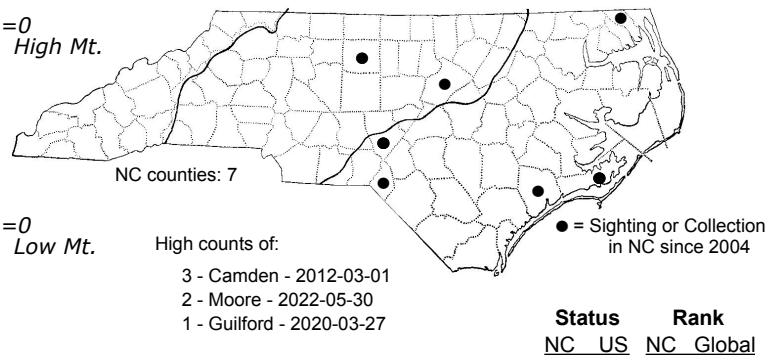 =0
High Mt.
NC counties: 7
=0
Low Mt.
High counts of:
3 - Camden - 2012-03-01
2 - Moore - 2022-05-30
1 - Guilford - 2020-03-27
● = Sighting or Collection
in NC since 2004
Status Rank
NC US NC Global